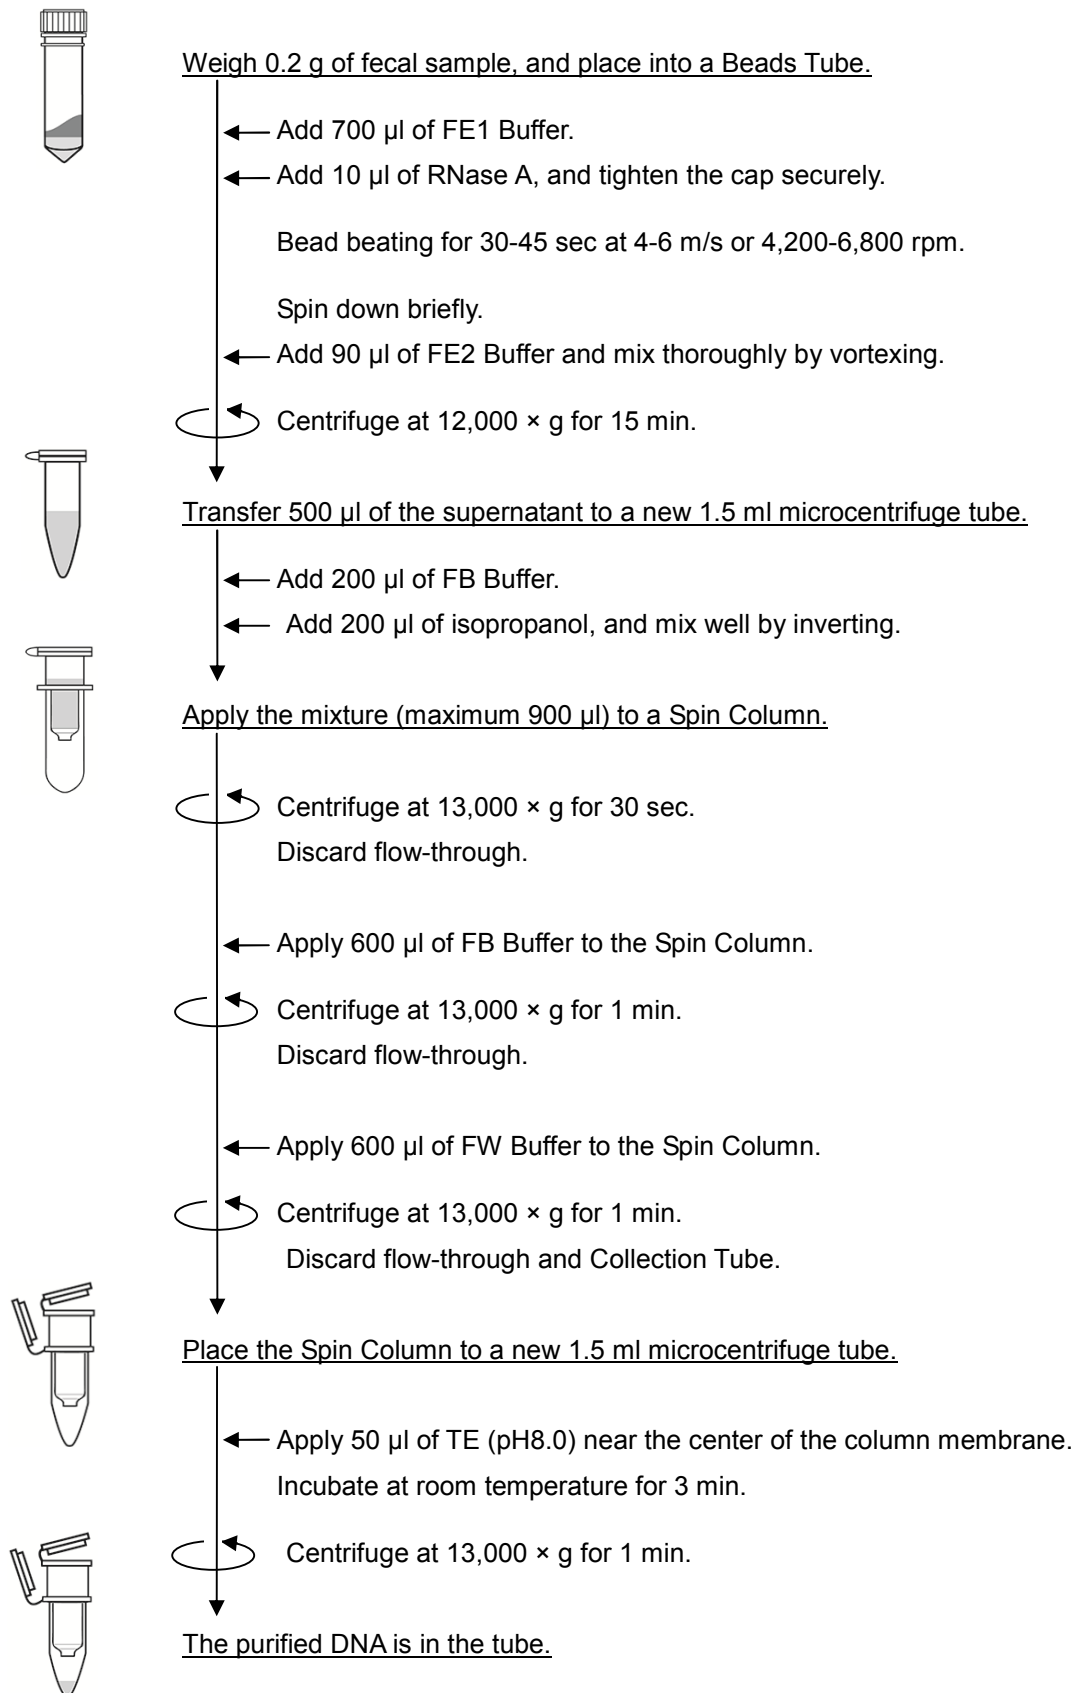 Weigh 0.2 g of fecal sample, and place into a Beads Tube.
Add 700 µl of FE1 Buffer.
Add 10 µl of RNase A, and tighten the cap securely.
Bead beating for 30-45 sec at 4-6 m/s or 4,200-6,800 rpm.
Spin down briefly.
Add 90 µl of FE2 Buffer and mix thoroughly by vortexing.
Centrifuge at 12,000 × g for 15 min.
Transfer 500 µl of the supernatant to a new 1.5 ml microcentrifuge tube.
Add 200 µl of FB Buffer.
Add 200 µl of isopropanol, and mix well by inverting.
Apply the mixture (maximum 900 µl) to a Spin Column.
Centrifuge at 13,000 × g for 30 sec.
Discard flow-through.
Apply 600 µl of FB Buffer to the Spin Column.
Centrifuge at 13,000 × g for 1 min.
Discard flow-through.
Apply 600 µl of FW Buffer to the Spin Column.
Centrifuge at 13,000 × g for 1 min.
Discard flow-through and Collection Tube.
Place the Spin Column to a new 1.5 ml microcentrifuge tube.
Apply 50 µl of TE (pH8.0) near the center of the column membrane.
Incubate at room temperature for 3 min.
Centrifuge at 13,000 × g for 1 min.
The purified DNA is in the tube.